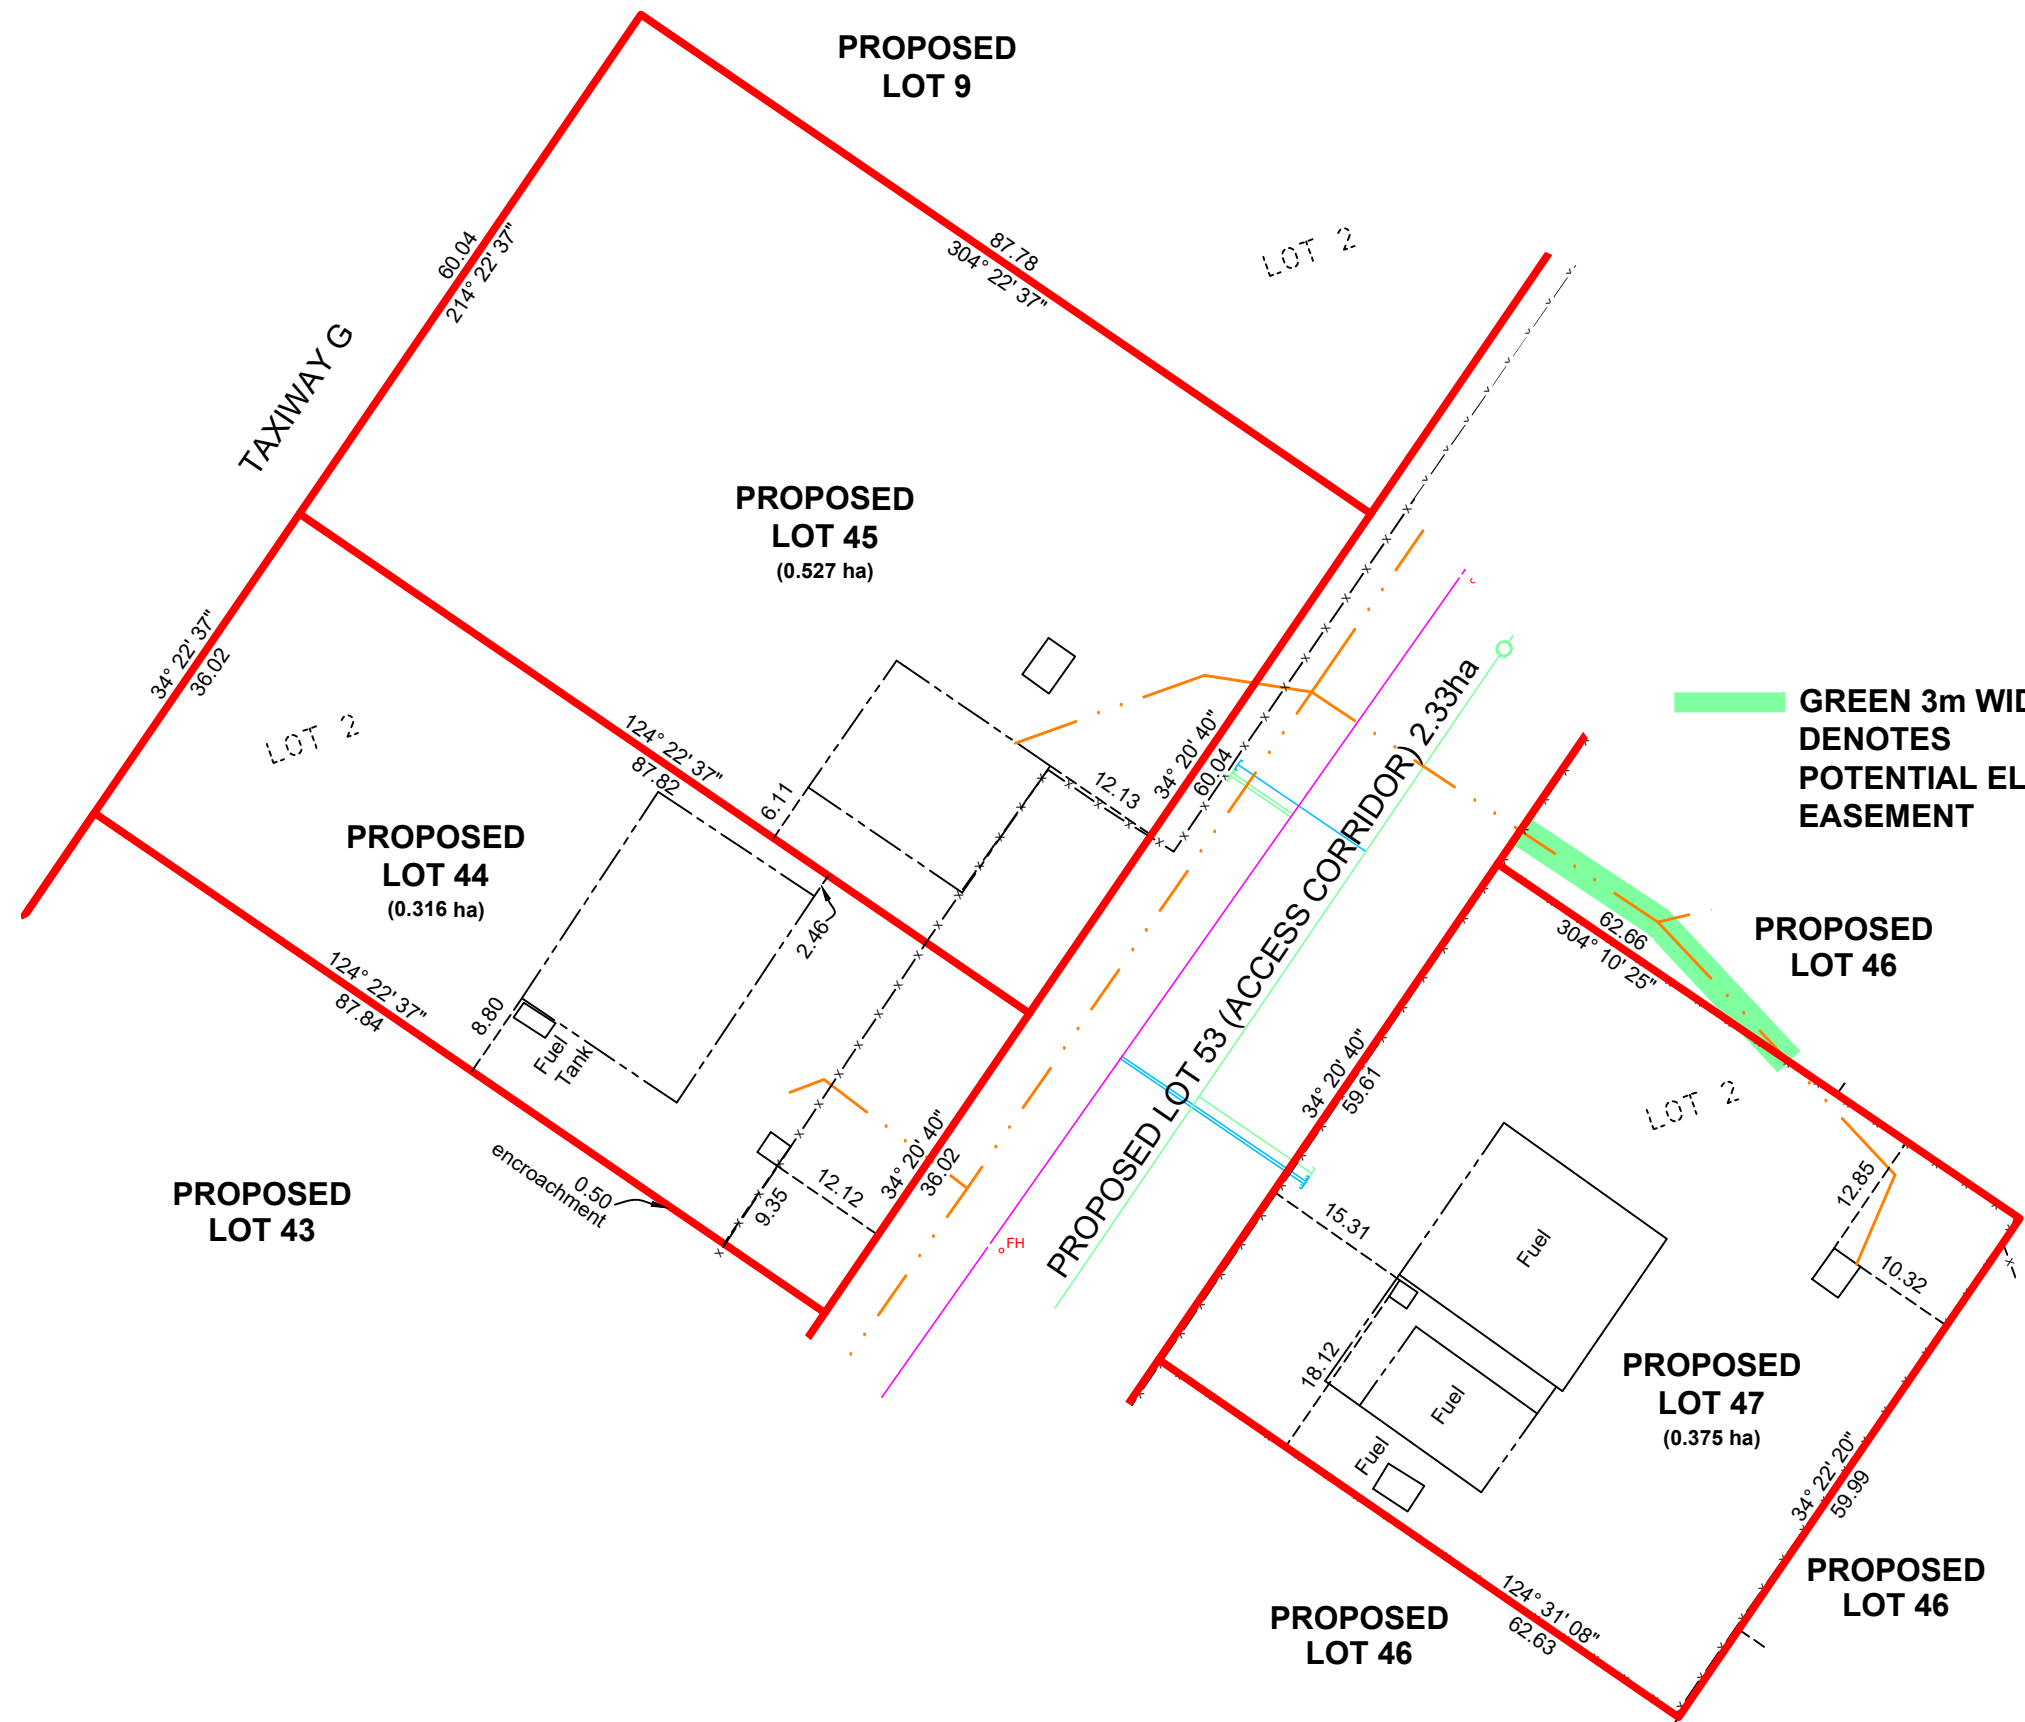 PROPOSED
LOT 9
60.04
214° 22' 37"
87.78
304° 22' 37"
LOT 2
TAXIWAY G
PROPOSED
LOT 45
(0.527 ha)
34° 22' 37"
36.02
LOT 2
124° 22' 37"
87.82
6.11
12.13
34° 20' 40"
60.04
PROPOSED LOT 53 (ACCESS CORRIDOR) 2.33ha
GREEN 3m
DENOTES
POTENTIAL
EASEMENT
PROPOSED
LOT 44
(0.316 ha)
2.46
124° 22' 37"
87.84
8.80
Fuel
Tank
62.66
304° 10' 25"
PROPOSED
LOT 46
LOT 2
34° 20' 40"
59.61
0.50
encroachment
PROPOSED
LOT 43
9.35
12.12
34° 20' 40"
36.02
FH
15.31
Fuel
12.85
10.32
18.12
Fuel
Fuel
PROPOSED
LOT 47
(0.375 ha)
34° 22' 20"
59.99
124° 31' 08"
62.63
PROPOSED
LOT 46
PROPOSED
LOT 46